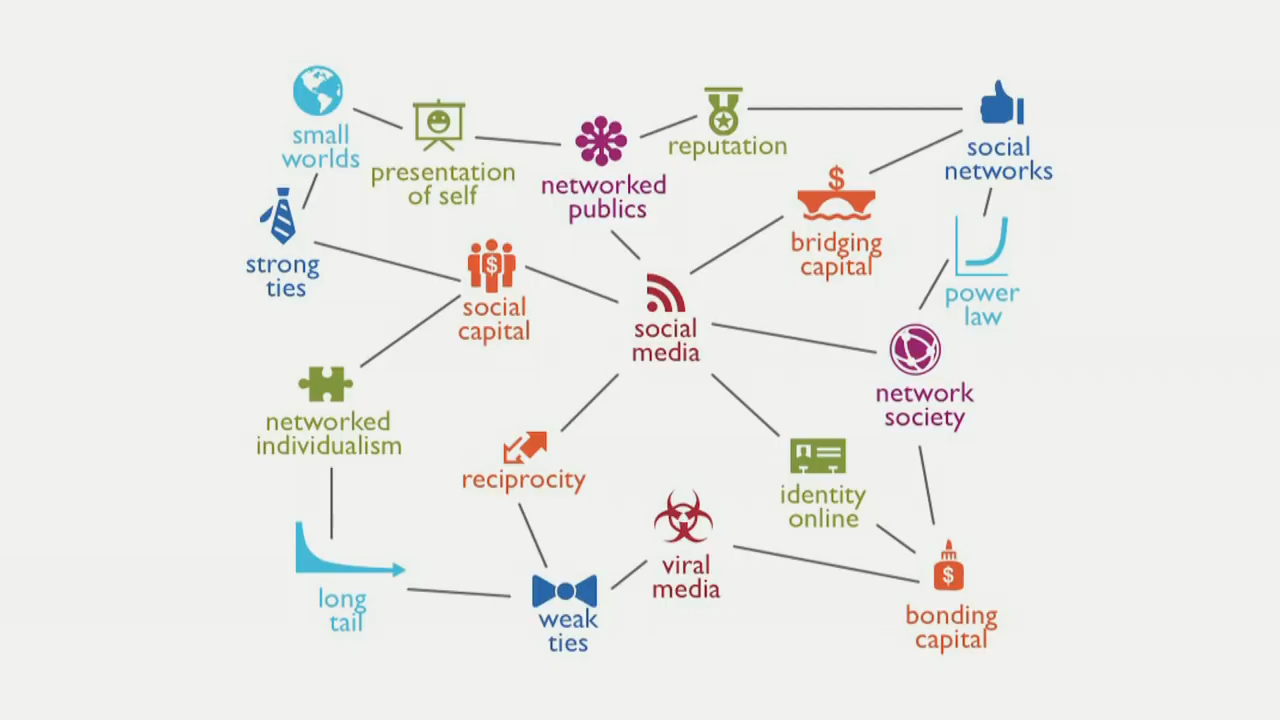 small
worlds
presentation
of self
networked
publics
reputation
social
networks
$
bridging
capital
strong
ties
$
social
capital
social
media
power
law
network
society
networked
individualism
reciprocity
identity
online
viral
media
$
bonding
capital
long
tail
weak
ties